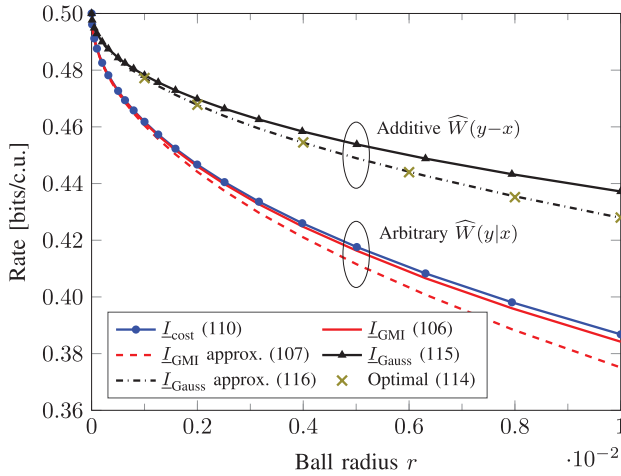 0.50
0.48
0.46
0.44
0.42
0.40
0.38
0.36
Rate [bits/c.u.]
Additive Ŵ(y−x)
Arbitrary Ŵ(y|x)
I_cost (110)
I_GMI (106)
I_GMI approx. (107)
I_Gauss (115)
I_Gauss approx. (116)
Optimal (114)
0 0.2 0.4 0.6 0.8 1
·10⁻²
Ball radius r